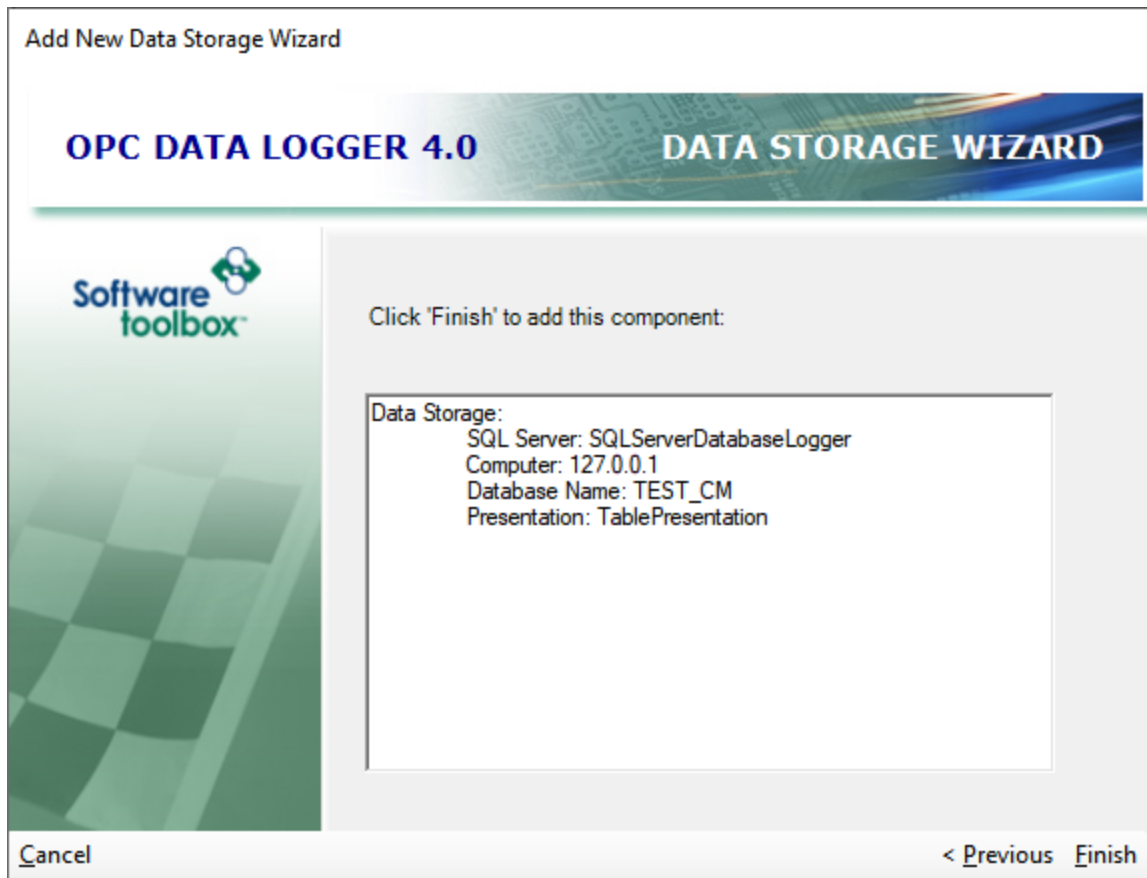 Add New Data Storage Wizard
OPC DATA LOGGER 4.0
DATA STORAGE WIZARD
Software
toolbox™
Click 'Finish' to add this component:
Data Storage:
SQL Server: SQLServerDatabaseLogger
Computer: 127.0.0.1
Database Name: TEST_CM
Presentation: TablePresentation
Cancel
< Previous
Finish